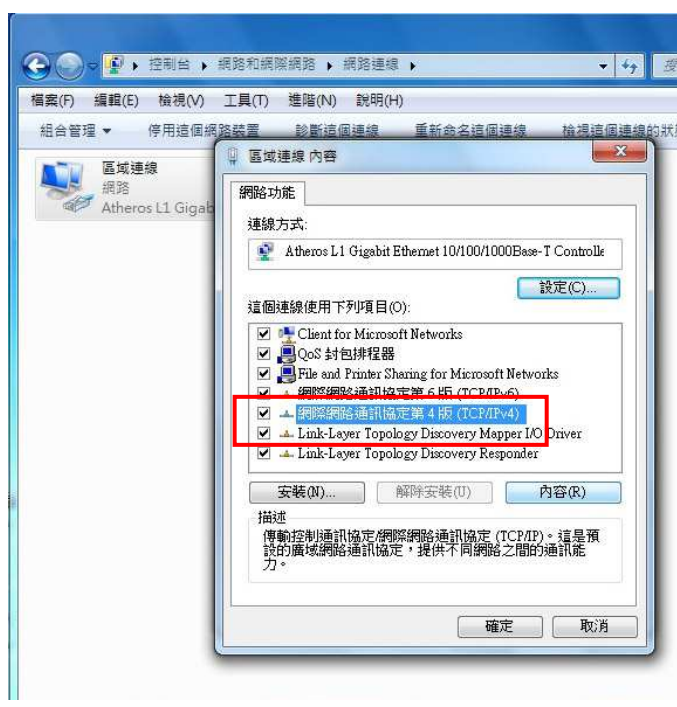 控制台 ▸ 網路和網際網路 ▸ 網路連線 ▸
檔案(F) 編輯(E) 檢視(V) 工具(T) 進階(N) 說明(H)
組合管理 ▼ 停用這個網路裝置 診斷這個連線 重新命名這個連線 檢視這個連線的狀態
區域連線
網路
Atheros L1 Gigab
區域連線 內容
網路功能
連線方式:
Atheros L1 Gigabit Ethernet 10/100/1000Base-T Controlle
設定(C)...
這個連線使用下列項目(O):
Client for Microsoft Networks
QoS 封包排程器
File and Printer Sharing for Microsoft Networks
網際網路通訊協定第 6 版 (TCP/IPv6)
網際網路通訊協定第 4 版 (TCP/IPv4)
Link-Layer Topology Discovery Mapper I/O Driver
Link-Layer Topology Discovery Responder
安裝(N)... 解除安裝(U) 內容(R)
描述
傳輸控制通訊協定/網際網路通訊協定 (TCP/IP)。這是預
設的廣域網路通訊協定，提供不同網路之間的通訊能
力。
確定 取消